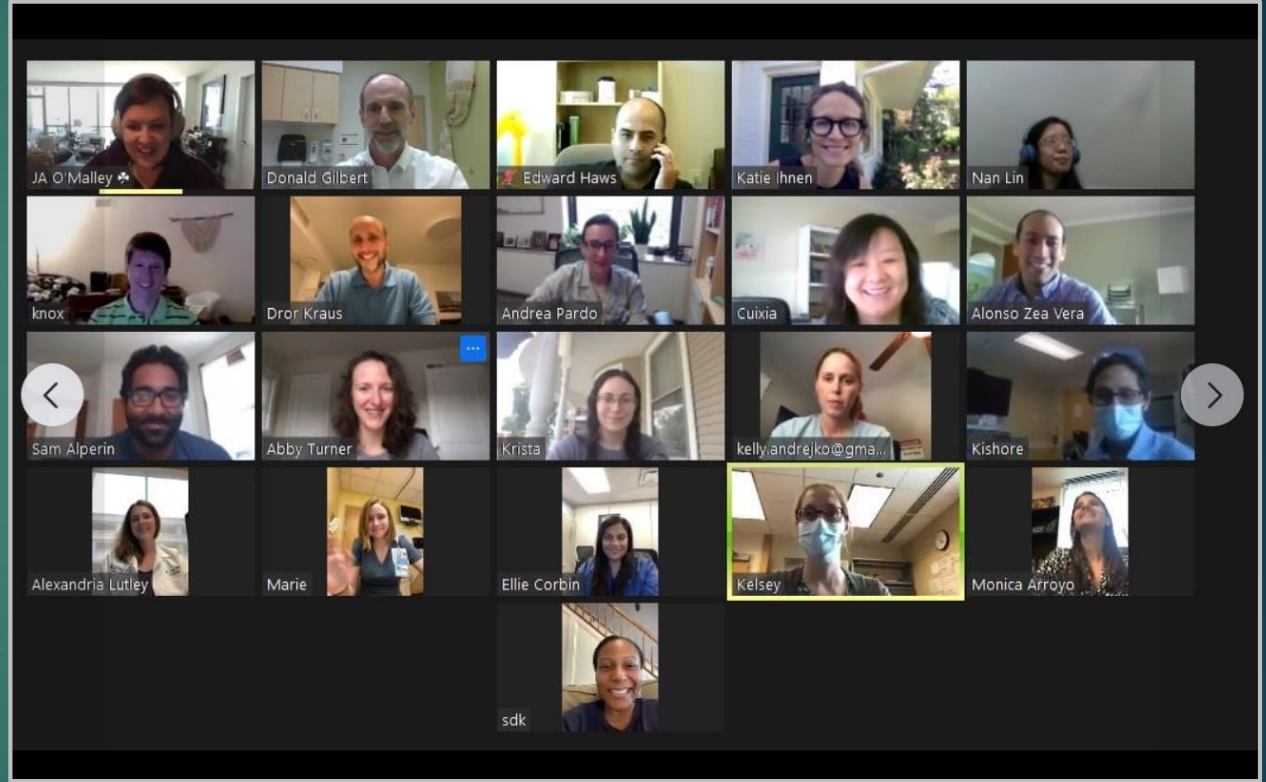 JA O'Malley ☘
Donald Gilbert
Edward Haws
Katie Ihnen
Nan Lin
knox
Dror Kraus
Andrea Pardo
Cuixia
Alonso Zea Vera
Sam Alperin
Abby Turner
Krista
kelly.andrejko@gma...
Kishore
Alexandria Lutley
Marie
Ellie Corbin
Kelsey
Monica Arroyo
sdk